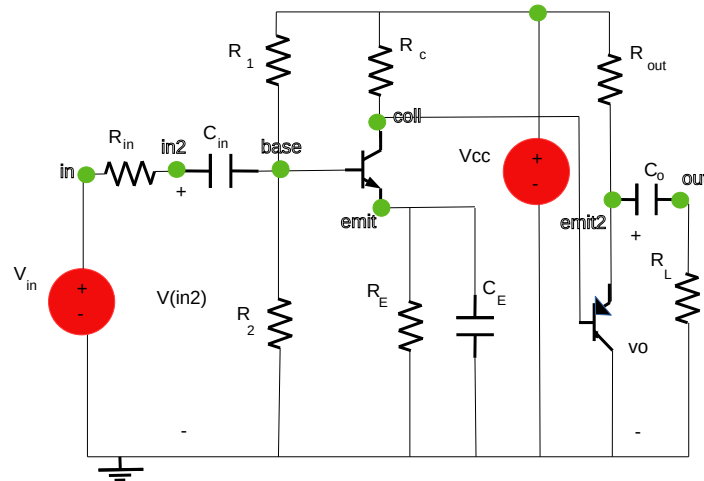 R 1
R c
R out
R in
in2
C in
base
coll
Vcc
+
-
in
+
emit
emit2
C o
out
+
V in
+
-
V(in2)
R 2
R E
C E
R L
vo
-
-